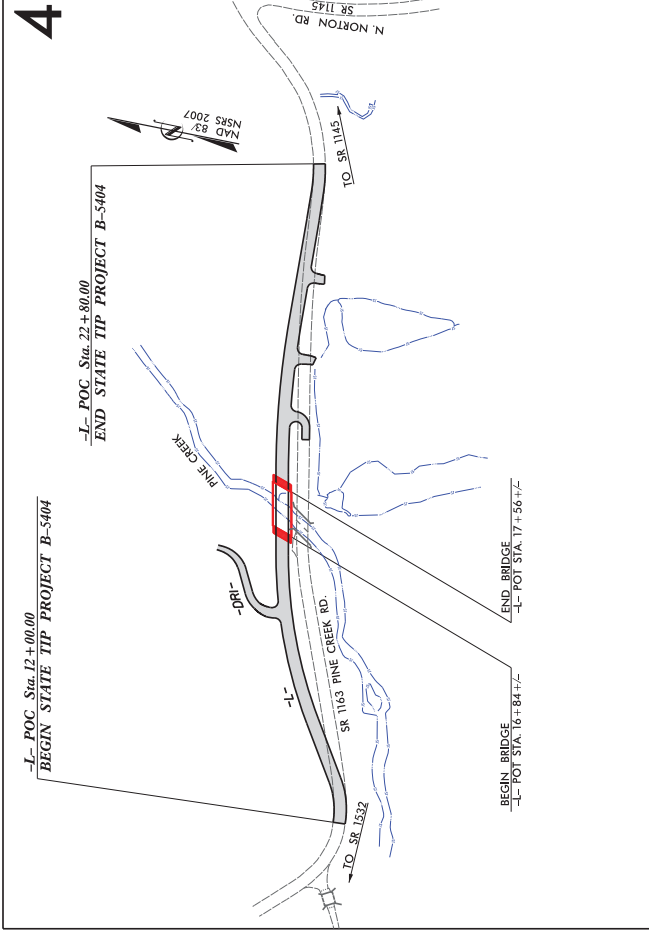 4
N. NORTON RD.
SR 1145
NAD 83/
NSRS 2007
TO SR 1145
-L- POC Sta. 22+80.00
END STATE TIP PROJECT B-5404
PINE CREEK
-L- POC Sta. 12+00.00
BEGIN STATE TIP PROJECT B-5404
-DRI-
-L-
SR 1163 PINE CREEK RD.
TO SR 1532
END BRIDGE
-L- POT STA. 17+56+/-
BEGIN BRIDGE
-L- POT STA. 16+84+/-